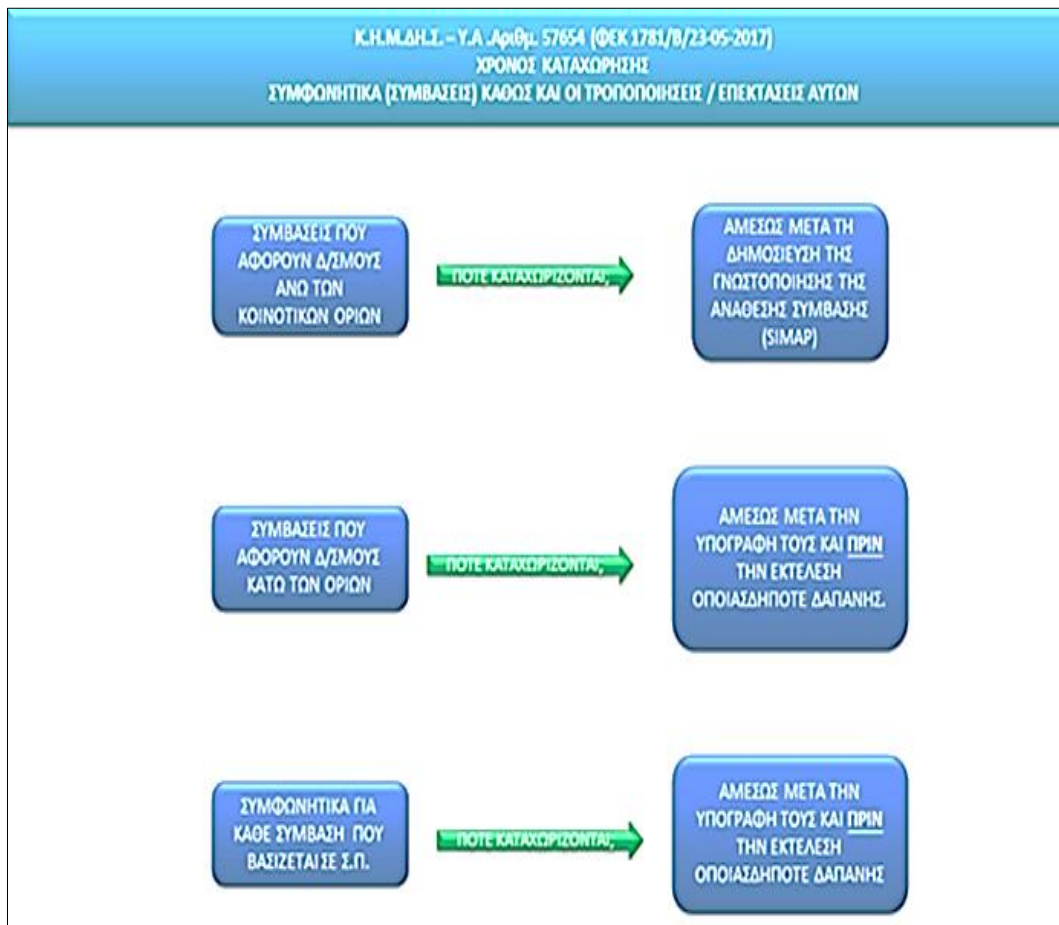 Κ.Η.Μ.ΔΗ.Σ. – Υ.Α .Αριθμ. 57654 (ΦΕΚ 1781/Β/23-05-2017)
ΧΡΟΝΟΣ ΚΑΤΑΧΩΡΗΣΗΣ
ΣΥΜΦΩΝΗΤΙΚΑ (ΣΥΜΒΑΣΕΙΣ) ΚΑΘΩΣ ΚΑΙ ΟΙ ΤΡΟΠΟΠΟΙΗΣΕΙΣ / ΕΠΕΚΤΑΣΕΙΣ ΑΥΤΩΝ
ΣΥΜΒΑΣΕΙΣ ΠΟΥ
ΑΦΟΡΟΥΝ Δ/ΣΜΟΥΣ
ΑΝΩ ΤΩΝ
ΚΟΙΝΟΤΙΚΩΝ ΟΡΙΩΝ
ΠΟΤΕ ΚΑΤΑΧΩΡΙΖΟΝΤΑΙ;
ΑΜΕΣΩΣ ΜΕΤΑ ΤΗ
ΔΗΜΟΣΙΕΥΣΗ ΤΗΣ
ΓΝΩΣΤΟΠΟΙΗΣΗΣ ΤΗΣ
ΑΝΑΘΕΣΗΣ ΣΥΜΒΑΣΗΣ
(SIMAP)
ΣΥΜΒΑΣΕΙΣ ΠΟΥ
ΑΦΟΡΟΥΝ Δ/ΣΜΟΥΣ
ΚΑΤΩ ΤΩΝ ΟΡΙΩΝ
ΠΟΤΕ ΚΑΤΑΧΩΡΙΖΟΝΤΑΙ;
ΑΜΕΣΩΣ ΜΕΤΑ ΤΗΝ
ΥΠΟΓΡΑΦΗ ΤΟΥΣ ΚΑΙ ΠΡΙΝ
ΤΗΝ ΕΚΤΕΛΕΣΗ
ΟΠΟΙΑΣΔΗΠΟΤΕ ΔΑΠΑΝΗΣ.
ΣΥΜΦΩΝΗΤΙΚΑ ΓΙΑ
ΚΑΘΕ ΣΥΜΒΑΣΗ ΠΟΥ
ΒΑΣΙΖΕΤΑΙ ΣΕ Σ.Π.
ΠΟΤΕ ΚΑΤΑΧΩΡΙΖΟΝΤΑΙ;
ΑΜΕΣΩΣ ΜΕΤΑ ΤΗΝ
ΥΠΟΓΡΑΦΗ ΤΟΥΣ ΚΑΙ ΠΡΙΝ
ΤΗΝ ΕΚΤΕΛΕΣΗ
ΟΠΟΙΑΣΔΗΠΟΤΕ ΔΑΠΑΝΗΣ